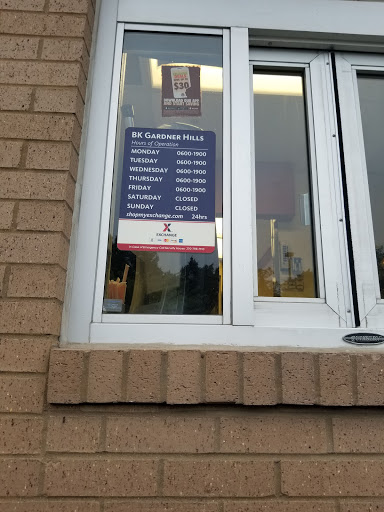 $30
BK GARDNER HILLS
Hours of Operation
MONDAY 0600-1900
TUESDAY 0600-1900
WEDNESDAY 0600-1900
THURSDAY 0600-1900
FRIDAY 0600-1900
SATURDAY CLOSED
SUNDAY CLOSED
shopmyexchange.com 24hrs
X
EXCHANGE